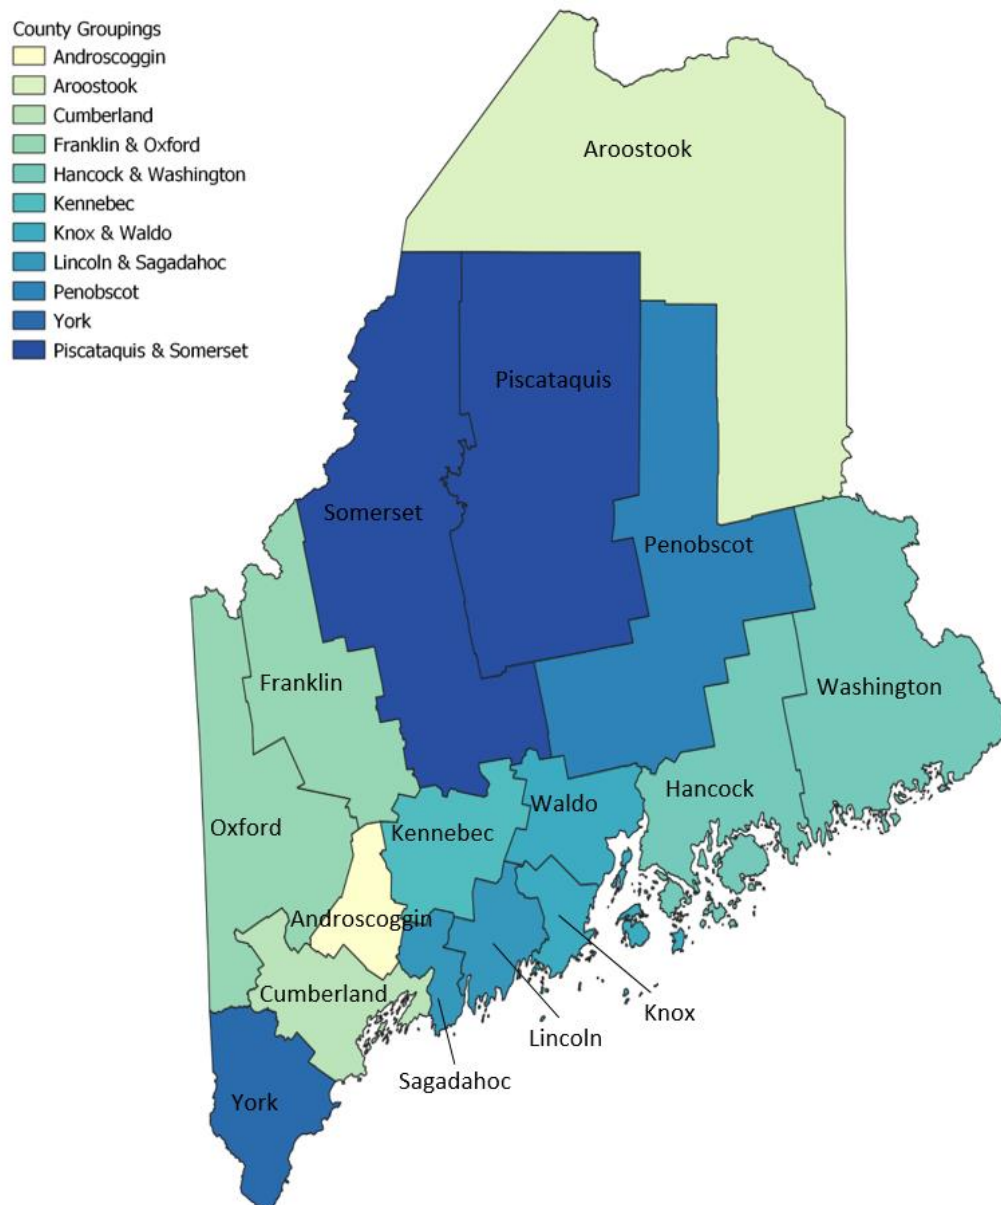 County Groupings
Androscoggin
Aroostook
Cumberland
Franklin & Oxford
Hancock & Washington
Kennebec
Knox & Waldo
Lincoln & Sagadahoc
Penobscot
York
Piscataquis & Somerset
Aroostook
Piscataquis
Somerset
Penobscot
Franklin
Washington
Hancock
Waldo
Oxford
Kennebec
Androscoggin
Cumberland
Knox
Lincoln
Sagadahoc
York